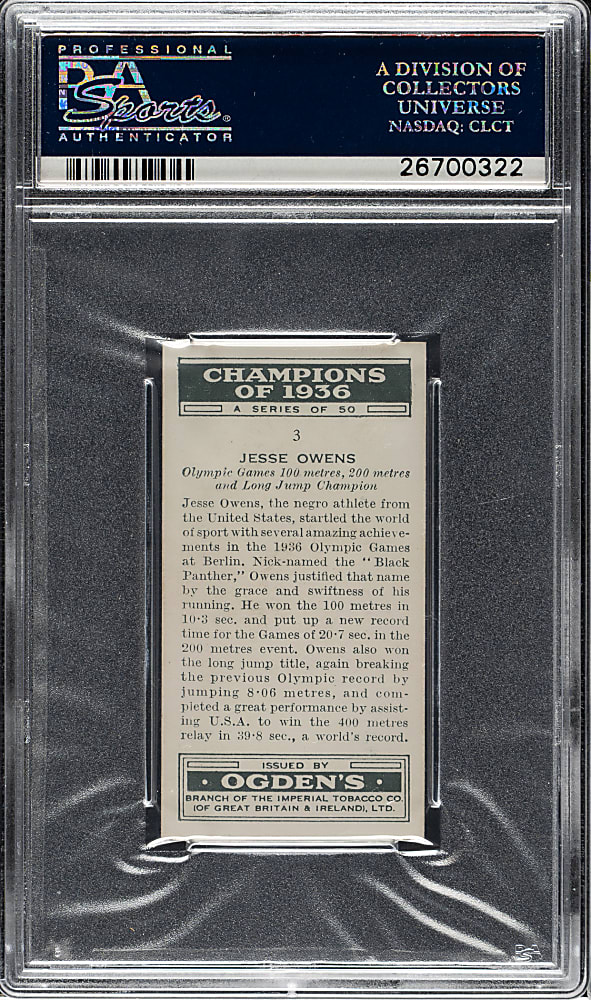 PROFESSIONAL
PSA
Sports®
AUTHENTICATOR
A DIVISION OF
COLLECTORS
UNIVERSE
NASDAQ: CLCT
26700322
CHAMPIONS
OF 1936
A SERIES OF 50
3
JESSE OWENS
Olympic Games 100 metres, 200 metres
and Long Jump Champion
Jesse Owens, the negro athlete from
the United States, startled the world
of sport with several amazing achieve-
ments in the 1936 Olympic Games
at Berlin. Nick-named the "Black
Panther," Owens justified that name
by the grace and swiftness of his
running. He won the 100 metres in
10·3 sec. and put up a new record
time for the Games of 20·7 sec. in the
200 metres event. Owens also won
the long jump title, again breaking
the previous Olympic record by
jumping 8·06 metres, and com-
pleted a great performance by assist-
ing U.S.A. to win the 400 metres
relay in 39·8 sec., a world's record.
ISSUED BY
· OGDEN'S ·
BRANCH OF THE IMPERIAL TOBACCO CO.
(OF GREAT BRITAIN & IRELAND), LTD.